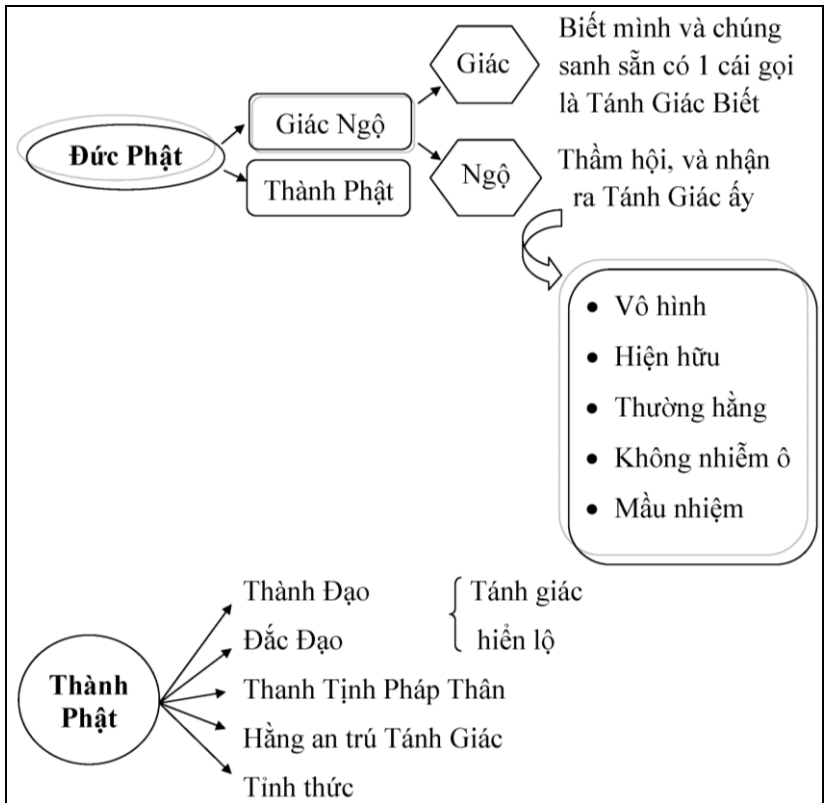 Đức Phật
Giác Ngộ
Thành Phật
Giác
Biết mình và chúng
sanh sẵn có 1 cái gọi
là Tánh Giác Biết
Ngộ
Thầm hội, và nhận
ra Tánh Giác ấy
• Vô hình
• Hiện hữu
• Thường hằng
• Không nhiễm ô
• Mầu nhiệm
Thành
Phật
Thành Đạo
Đắc Đạo
Tánh giác
hiển lộ
Thanh Tịnh Pháp Thân
Hằng an trú Tánh Giác
Tỉnh thức